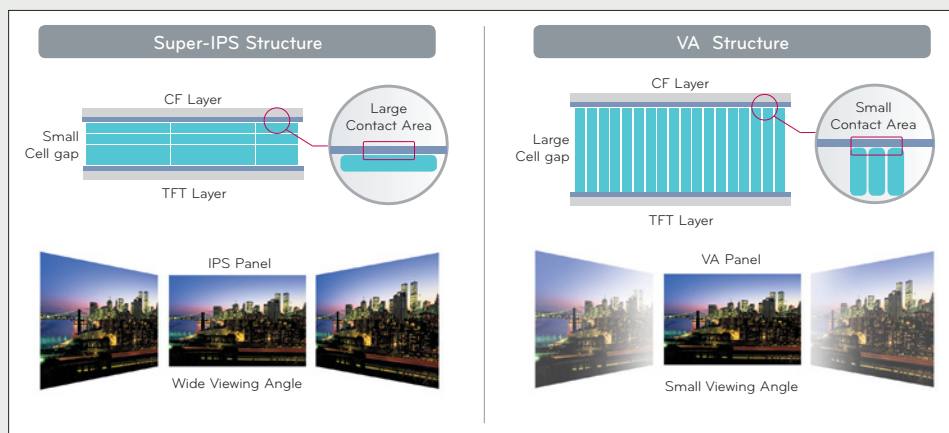 Super-IPS Structure
CF Layer
Small
Cell gap
Large
Contact Area
TFT Layer
IPS Panel
Wide Viewing Angle
VA Structure
CF Layer
Large
Cell gap
Small
Contact Area
TFT Layer
VA Panel
Small Viewing Angle